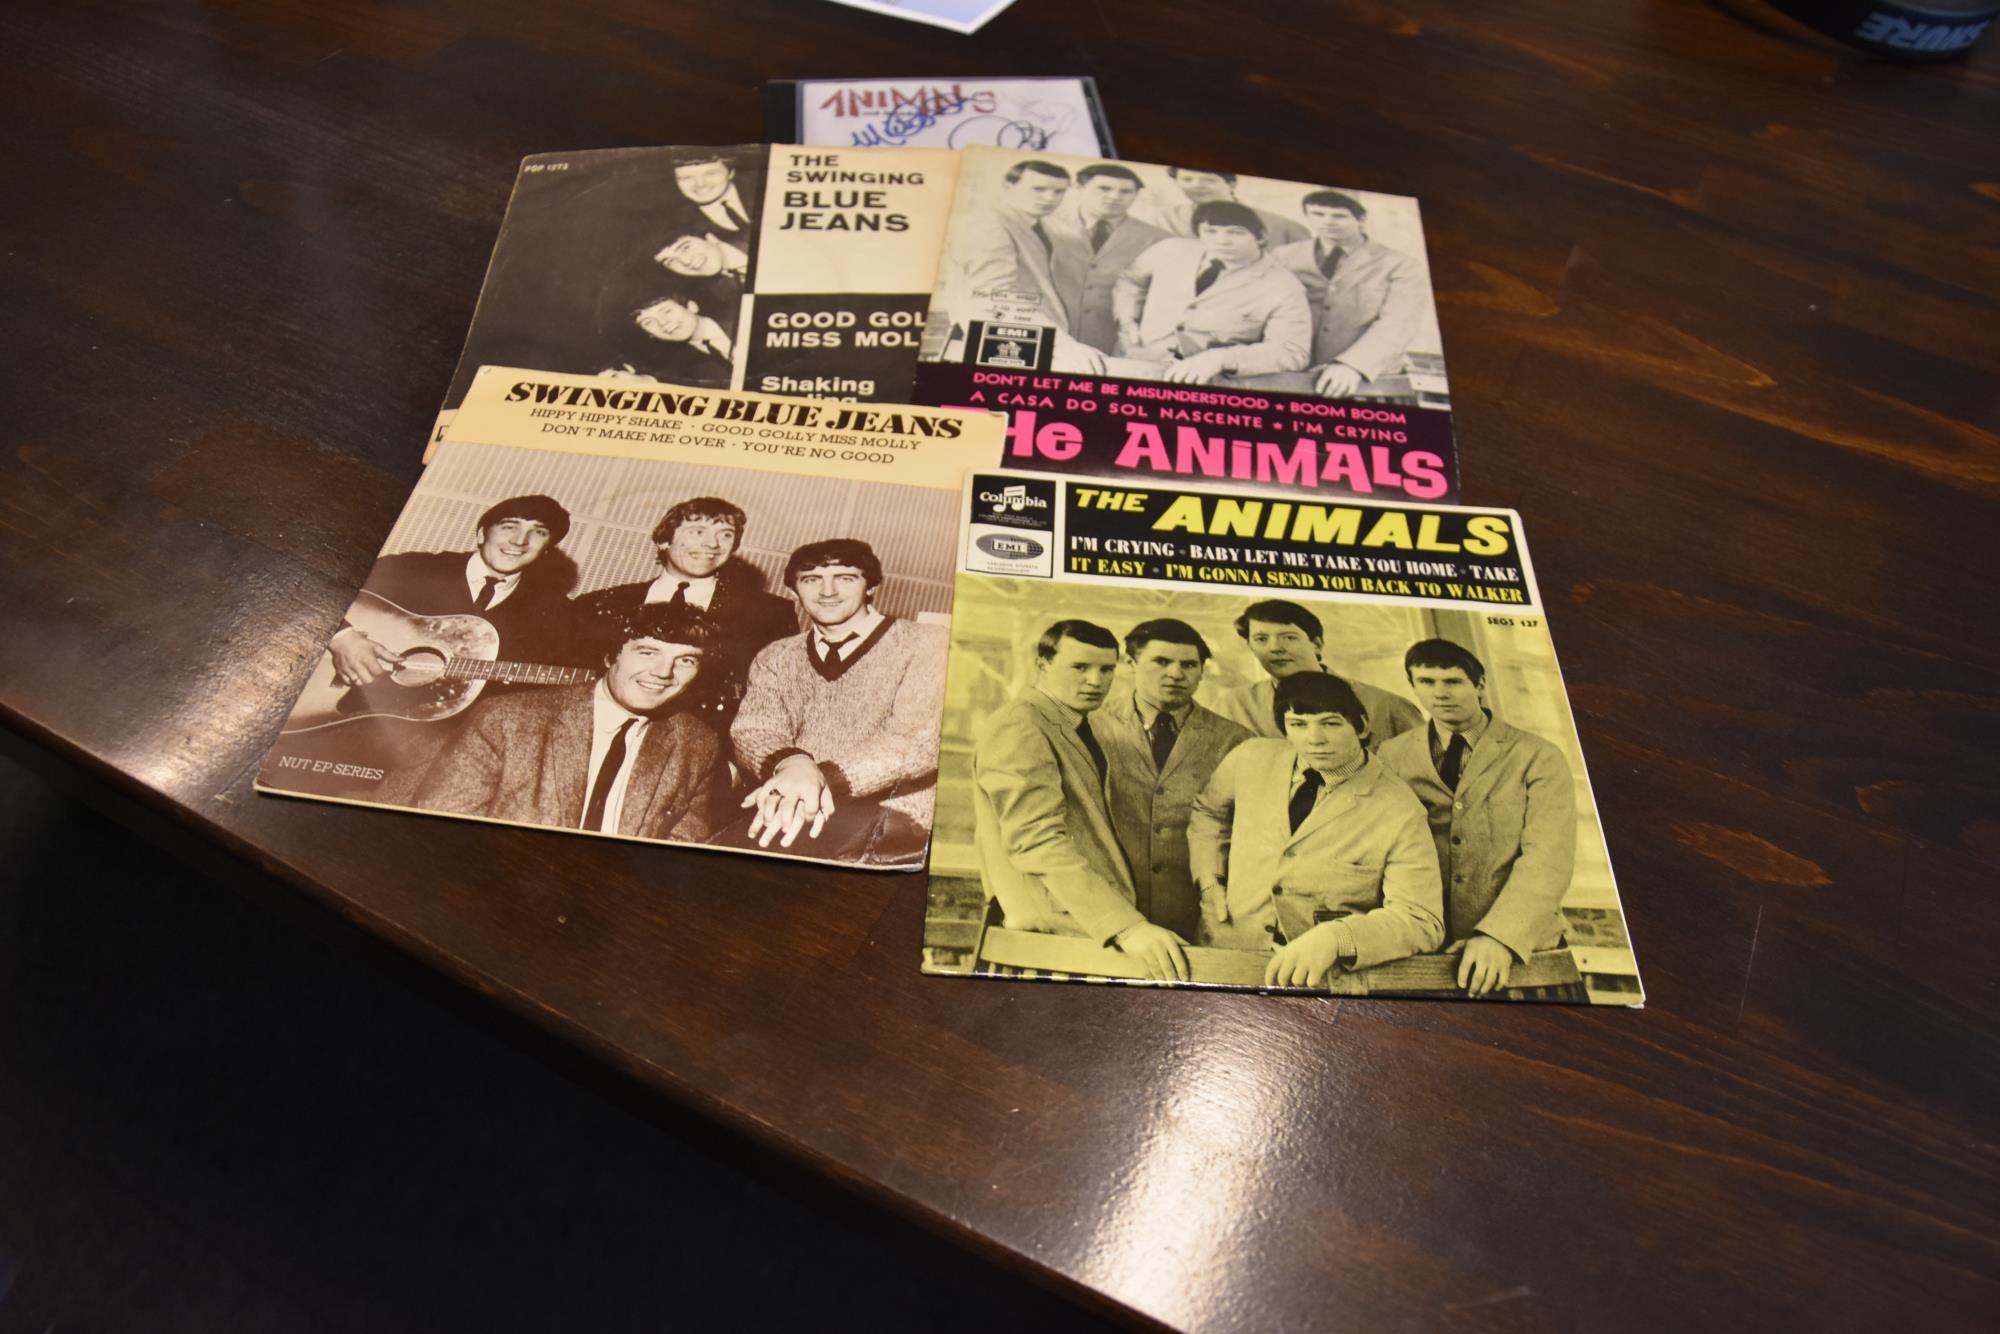 SHURE
ANIMALS
POP 1273
THE
SWINGING
BLUE
JEANS
GOOD GOL
MISS MOLL
Shaking
EMI
DON'T LET ME BE MISUNDERSTOOD ★ BOOM BOOM
A CASA DO SOL NASCENTE ★ I'M CRYING
THe ANiMALS
SWINGING BLUE JEANS
HIPPY HIPPY SHAKE · GOOD GOLLY MISS MOLLY
DON'T MAKE ME OVER · YOU'RE NO GOOD
NUT EP SERIES
Columbia
EMI
THE ANIMALS
I'M CRYING • BABY LET ME TAKE YOU HOME • TAKE
IT EASY • I'M GONNA SEND YOU BACK TO WALKER
SEGS 137